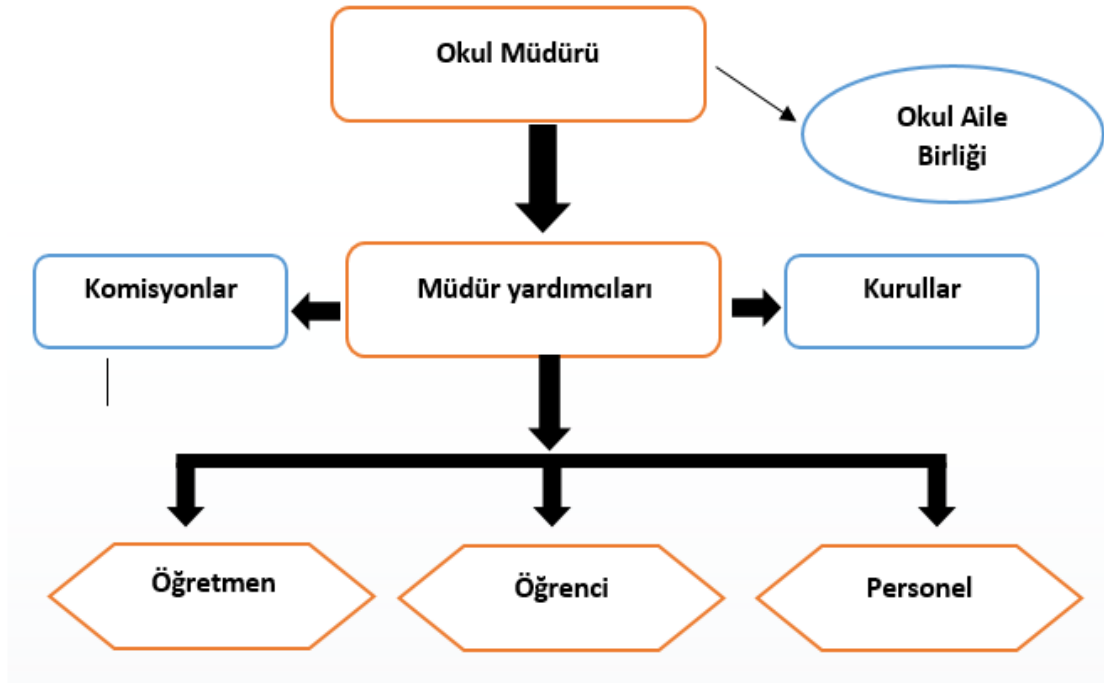 Okul Müdürü
Okul Aile
Birliği
Komisyonlar
Müdür yardımcıları
Kurullar
Öğretmen
Öğrenci
Personel